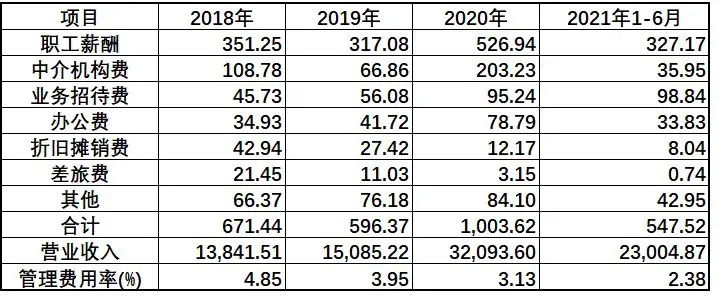 项目 2018年 2019年 2020年 2021年1-6月
职工薪酬 351.25 317.08 526.94 327.17
中介机构费 108.78 66.86 203.23 35.95
业务招待费 45.73 56.08 95.24 98.84
办公费 34.93 41.72 78.79 33.83
折旧摊销费 42.94 27.42 12.17 8.04
差旅费 21.45 11.03 3.15 0.74
其他 66.37 76.18 84.10 42.95
合计 671.44 596.37 1,003.62 547.52
营业收入 13,841.51 15,085.22 32,093.60 23,004.87
管理费用率(%) 4.85 3.95 3.13 2.38